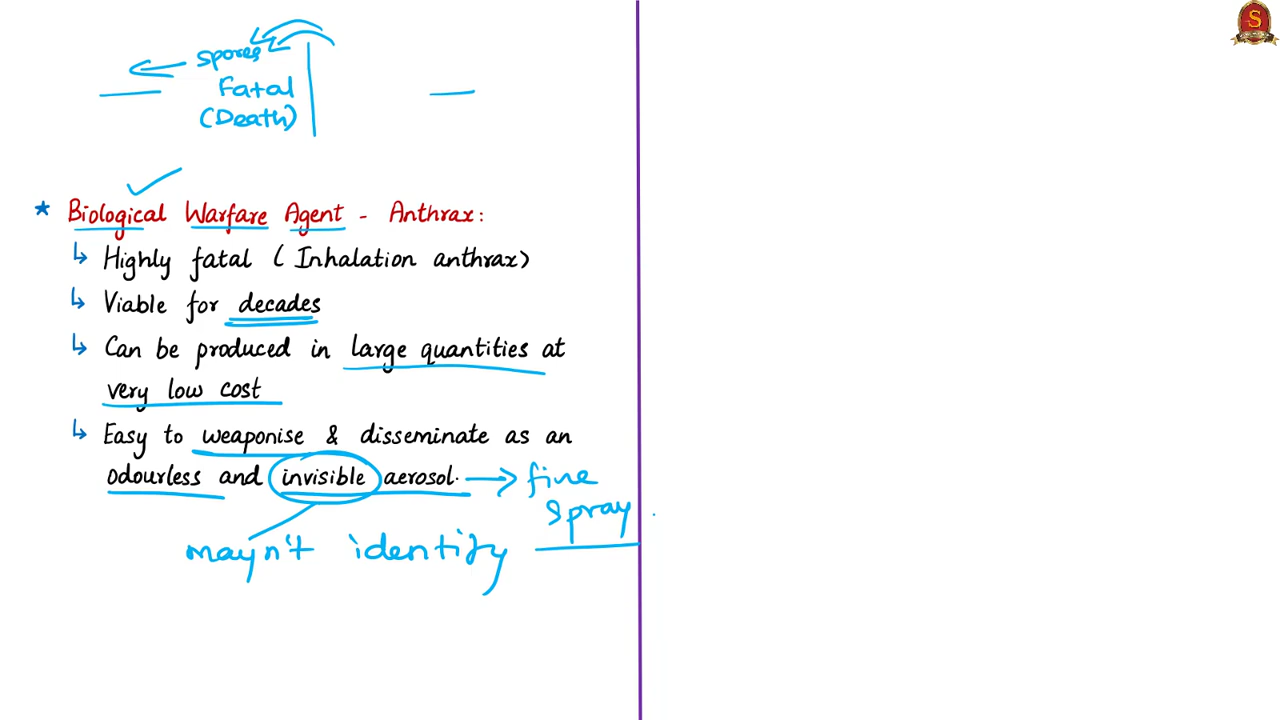 spores
Fatal
(Death)
* Biological Warfare Agent - Anthrax:
↳ Highly fatal (Inhalation anthrax)
↳ Viable for decades
↳ Can be produced in large quantities at
very low cost
↳ Easy to weaponise & disseminate as an
odourless and invisible aerosol. → fine
spray
mayn't identify
S